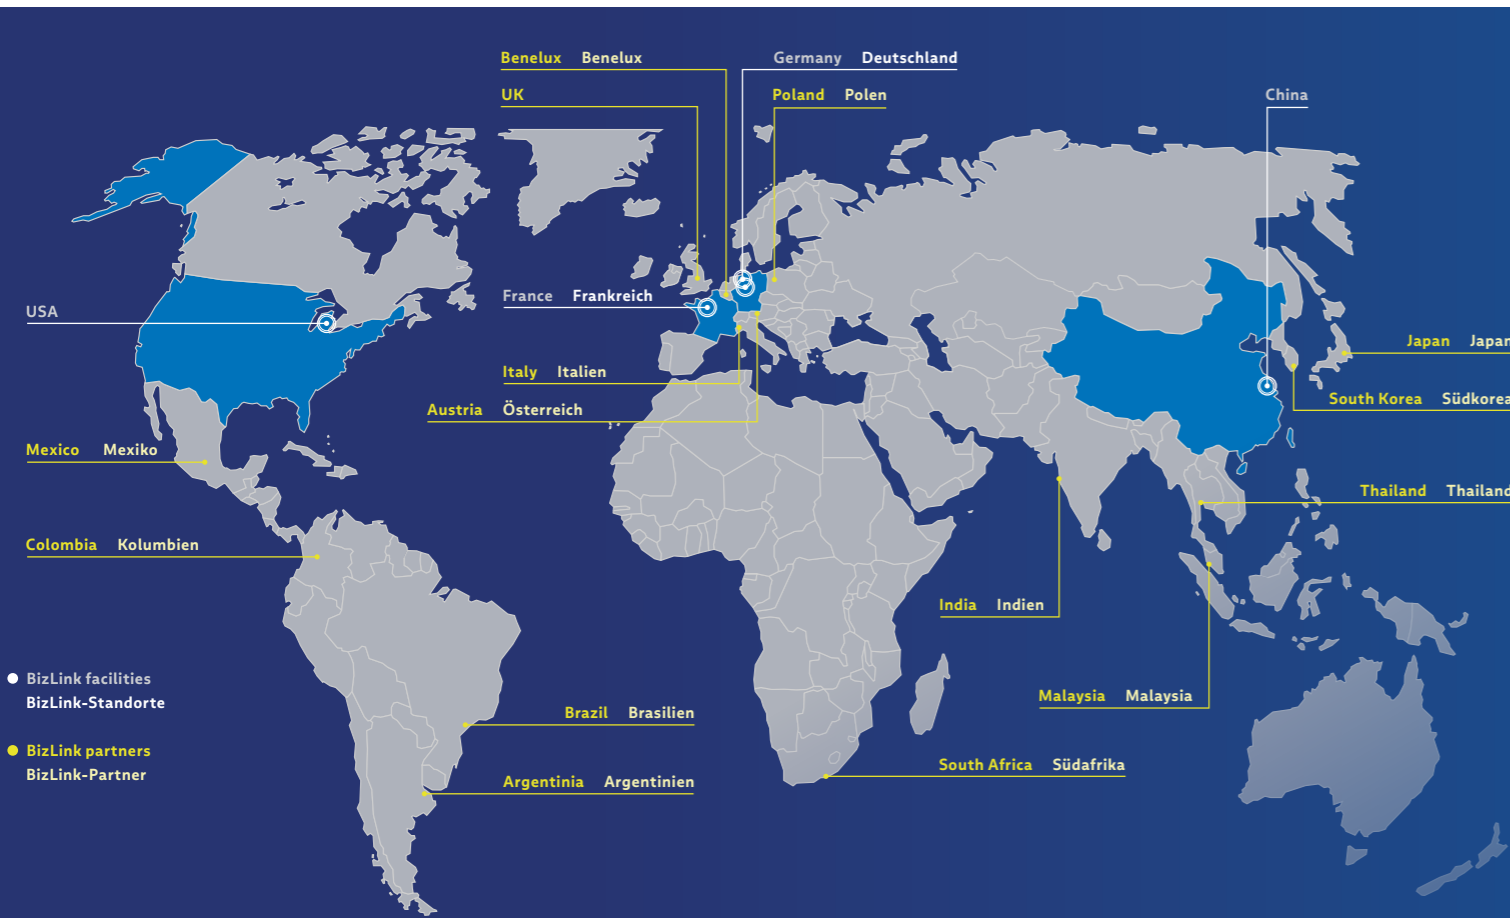 Benelux Benelux
Germany Deutschland
UK
Poland Polen
China
France Frankreich
USA
Japan Japan
Italy Italien
South Korea Südkorea
Austria Österreich
Mexico Mexiko
Thailand Thailand
Colombia Kolumbien
India Indien
BizLink facilities
BizLink-Standorte
Malaysia Malaysia
Brazil Brasilien
BizLink partners
BizLink-Partner
South Africa Südafrika
Argentinia Argentinien